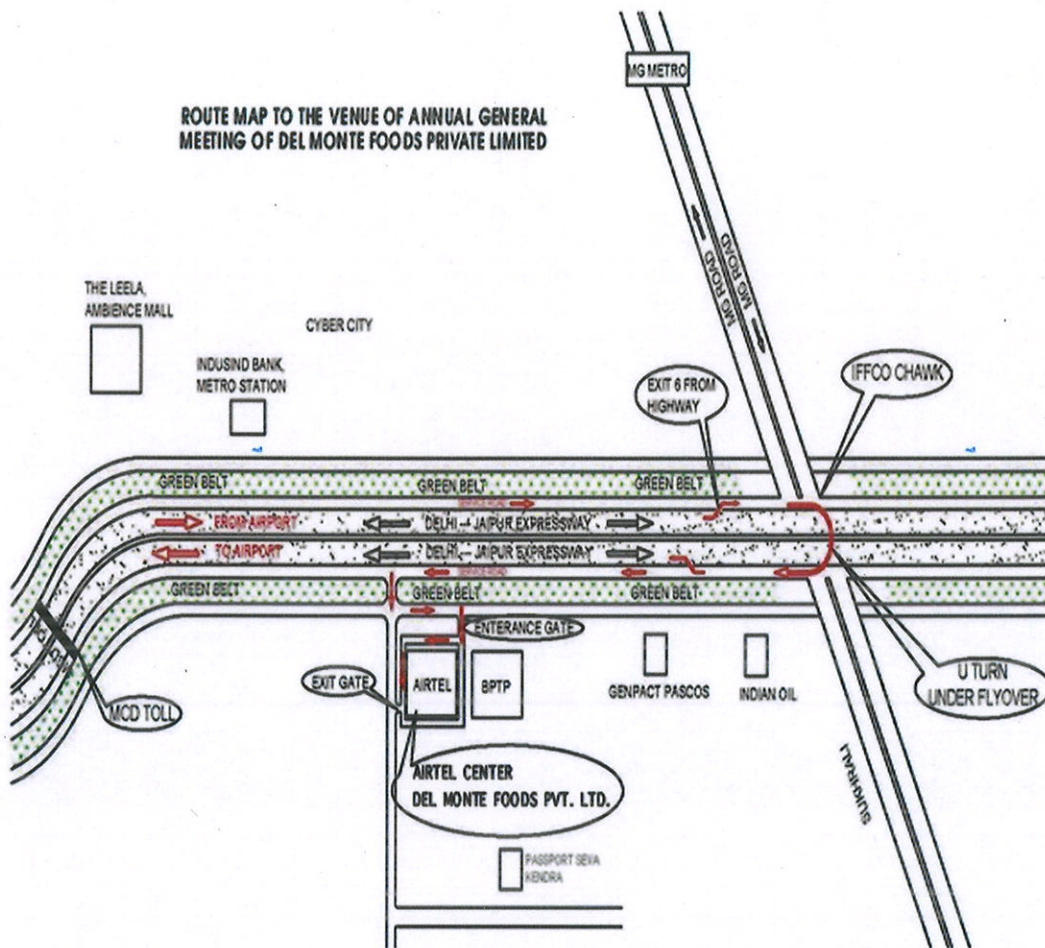 MG METRO
ROUTE MAP TO THE VENUE OF ANNUAL GENERAL
MEETING OF DEL MONTE FOODS PRIVATE LIMITED
MG ROAD
MG ROAD
THE LEELA,
AMBIENCE MALL
CYBER CITY
INDUSIND BANK,
METRO STATION
EXIT 6 FROM
HIGHWAY
IFFCO CHAWK
GREEN BELT
GREEN BELT
GREEN BELT
SERVICE ROAD
FROM AIRPORT
DELHI - JAIPUR EXPRESSWAY
TO AIRPORT
DELHI - JAIPUR EXPRESSWAY
SERVICE ROAD
GREEN BELT
GREEN BELT
GREEN BELT
ENTERANCE GATE
EXIT GATE
AIRTEL
BPTP
GENPACT PASCOS
INDIAN OIL
U TURN
UNDER FLYOVER
MCD TOLL
SUKHRALI
AIRTEL CENTER
DEL MONTE FOODS PVT. LTD.
PASSPORT SEVA
KENDRA